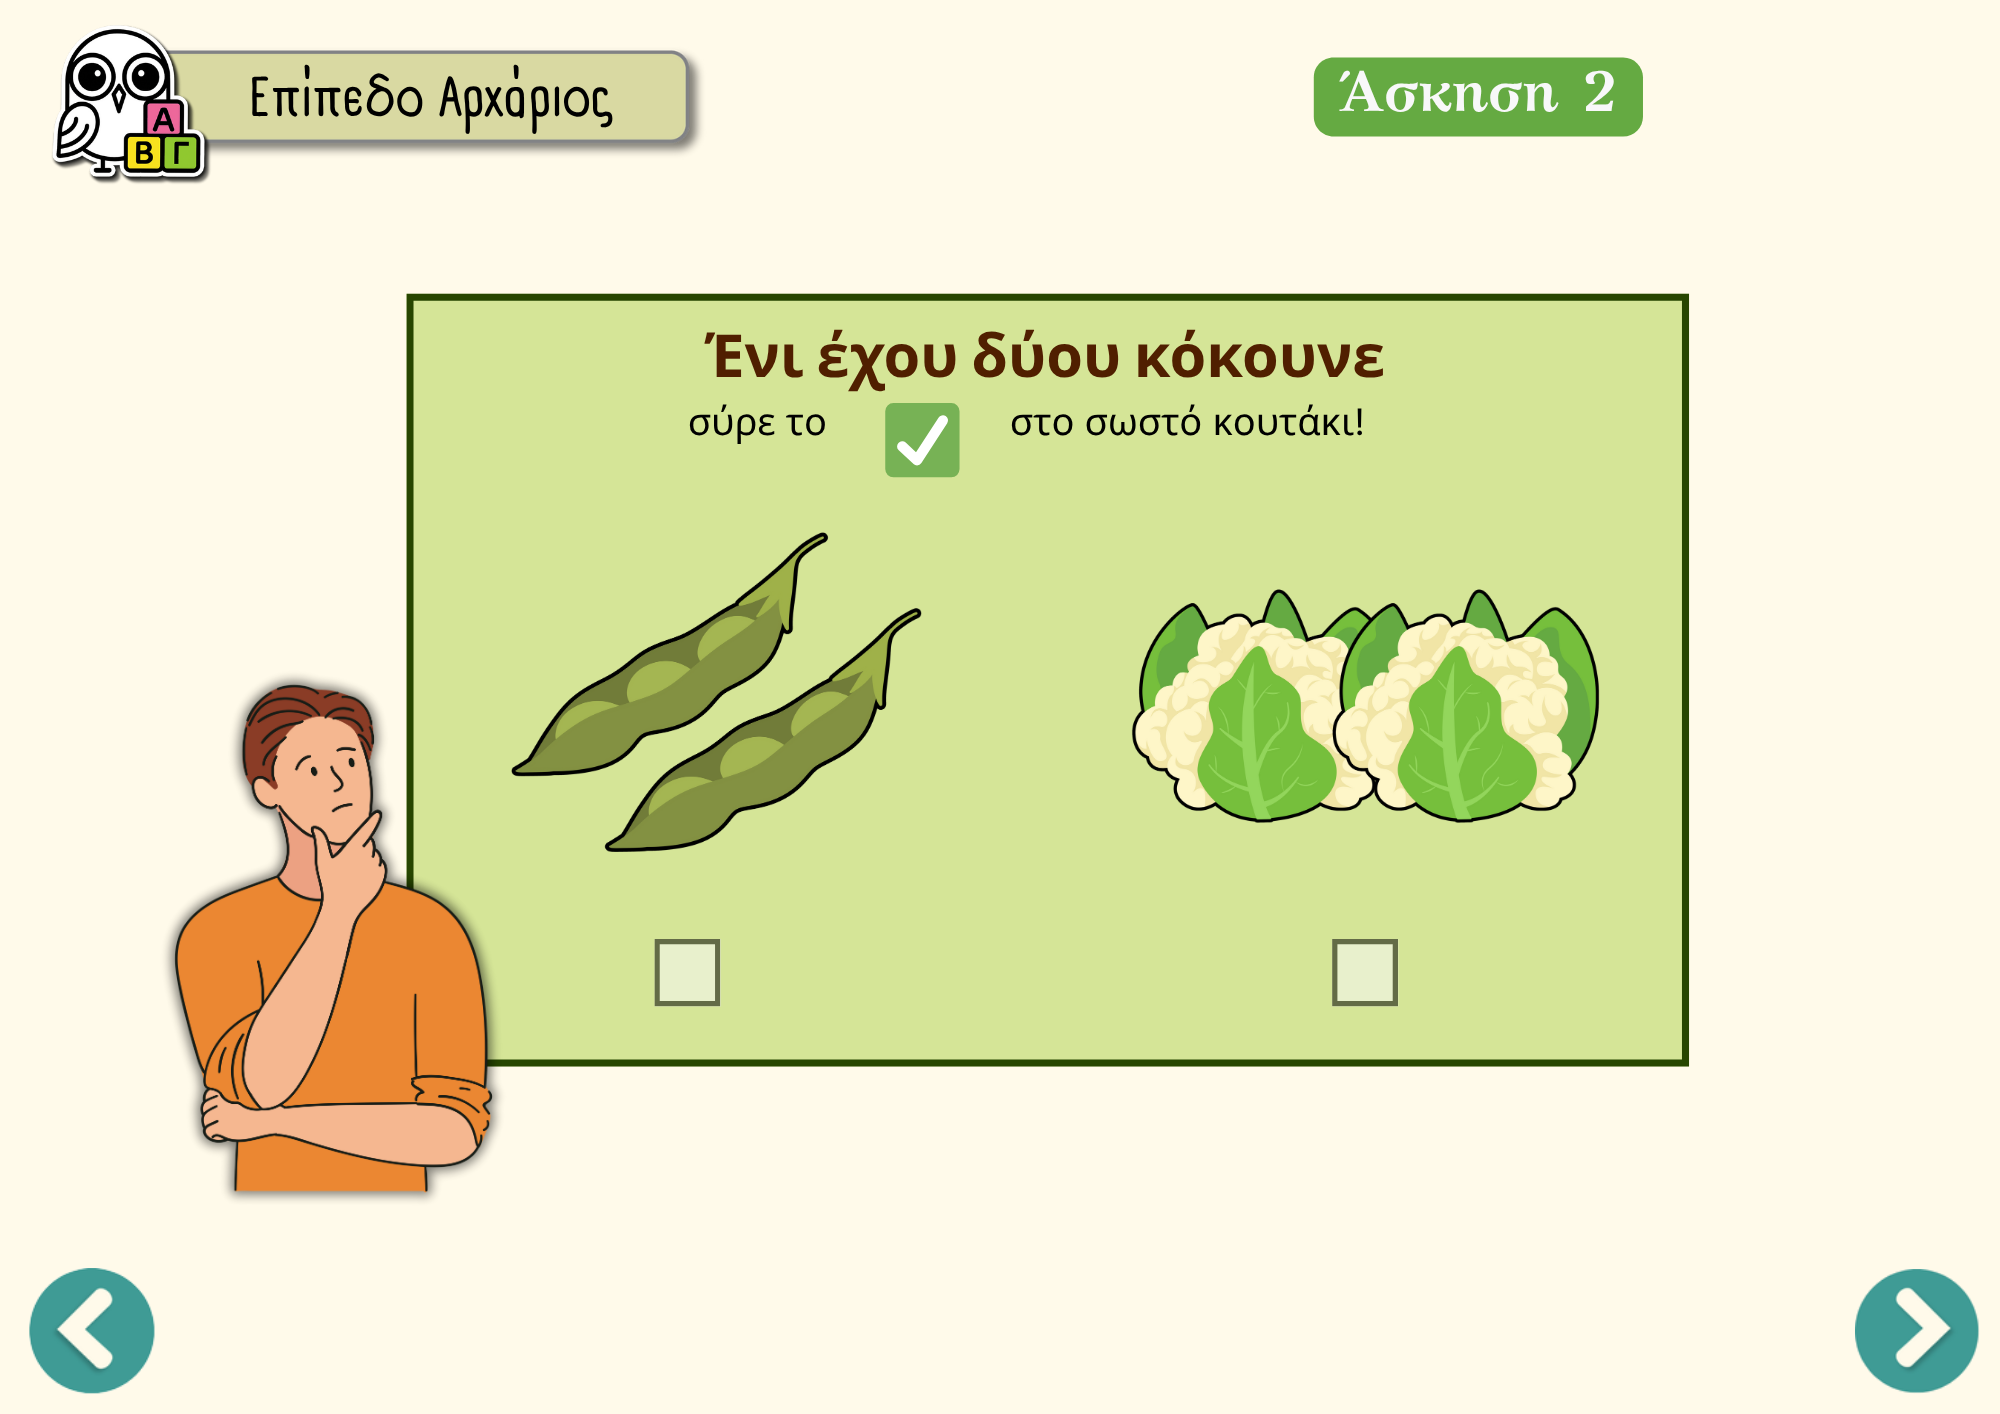 Επίπεδο Αρχάριος
Α
Β Γ
Άσκηση 2
Ένι έχου δύου κόκουνε
σύρε το ✅ στο σωστό κουτάκι!